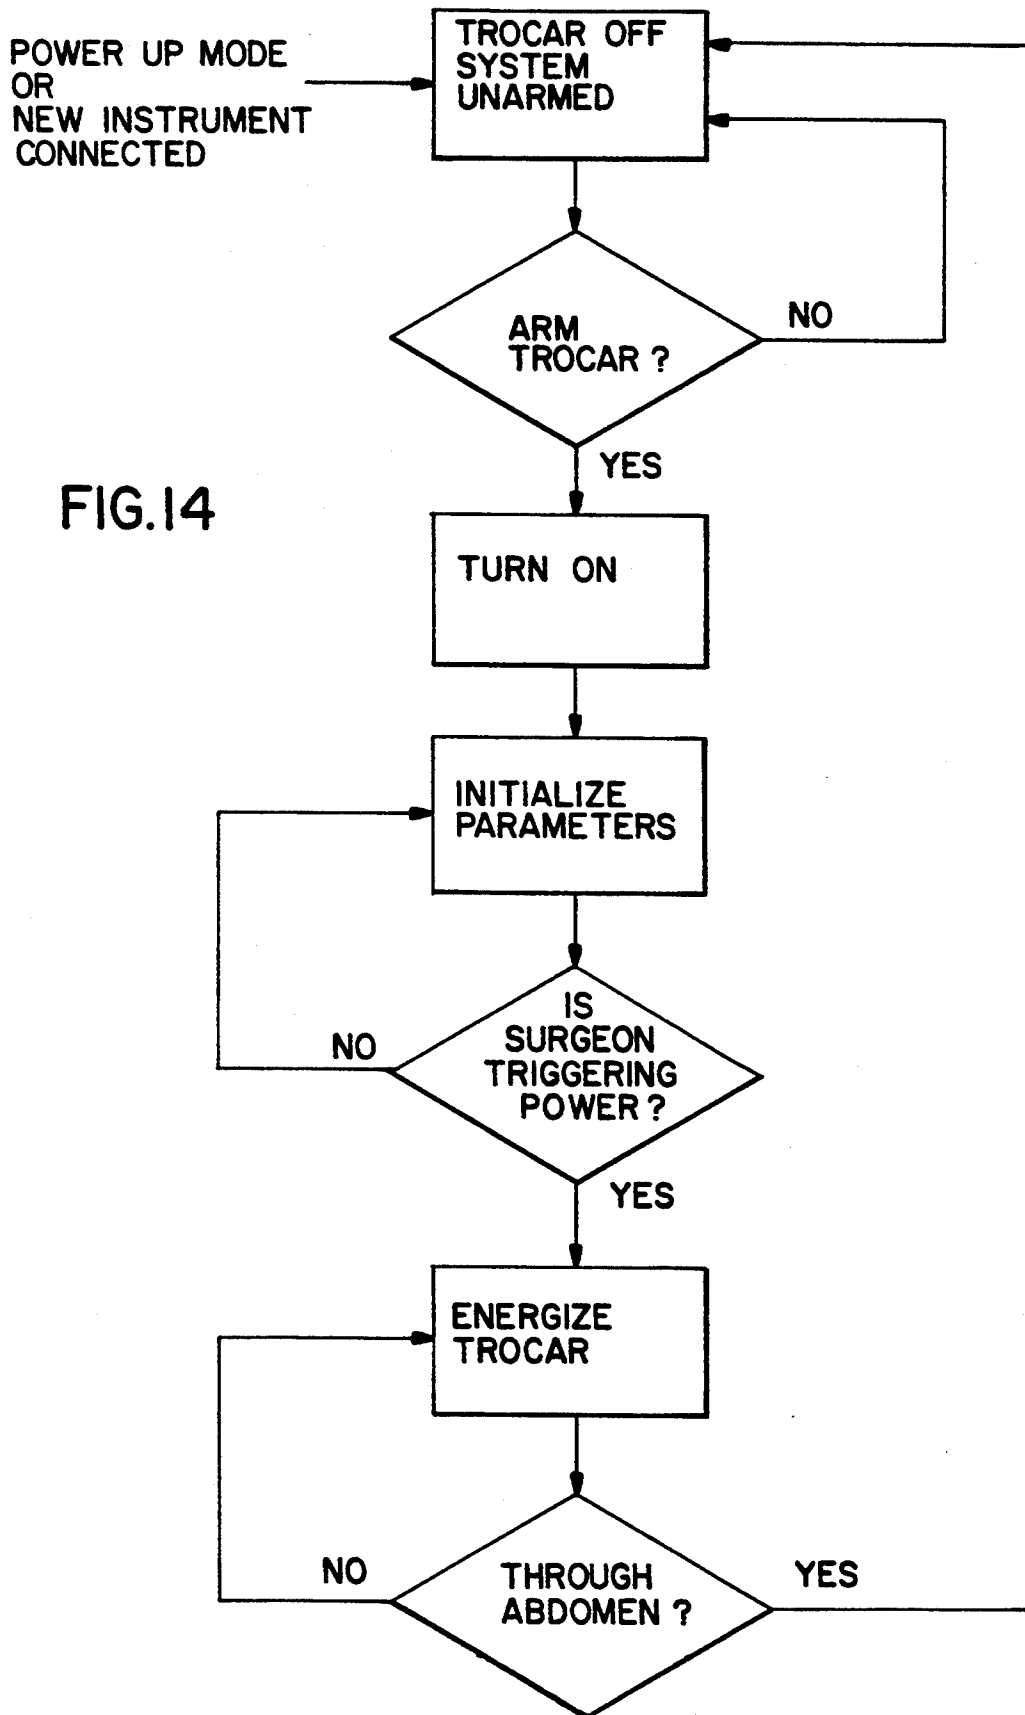 POWER UP MODE
OR
NEW INSTRUMENT
CONNECTED
TROCAR OFF
SYSTEM
UNARMED
ARM
TROCAR ?
NO
YES
FIG.14
TURN ON
INITIALIZE
PARAMETERS
IS
SURGEON
TRIGGERING
POWER ?
NO
YES
ENERGIZE
TROCAR
THROUGH
ABDOMEN ?
NO
YES